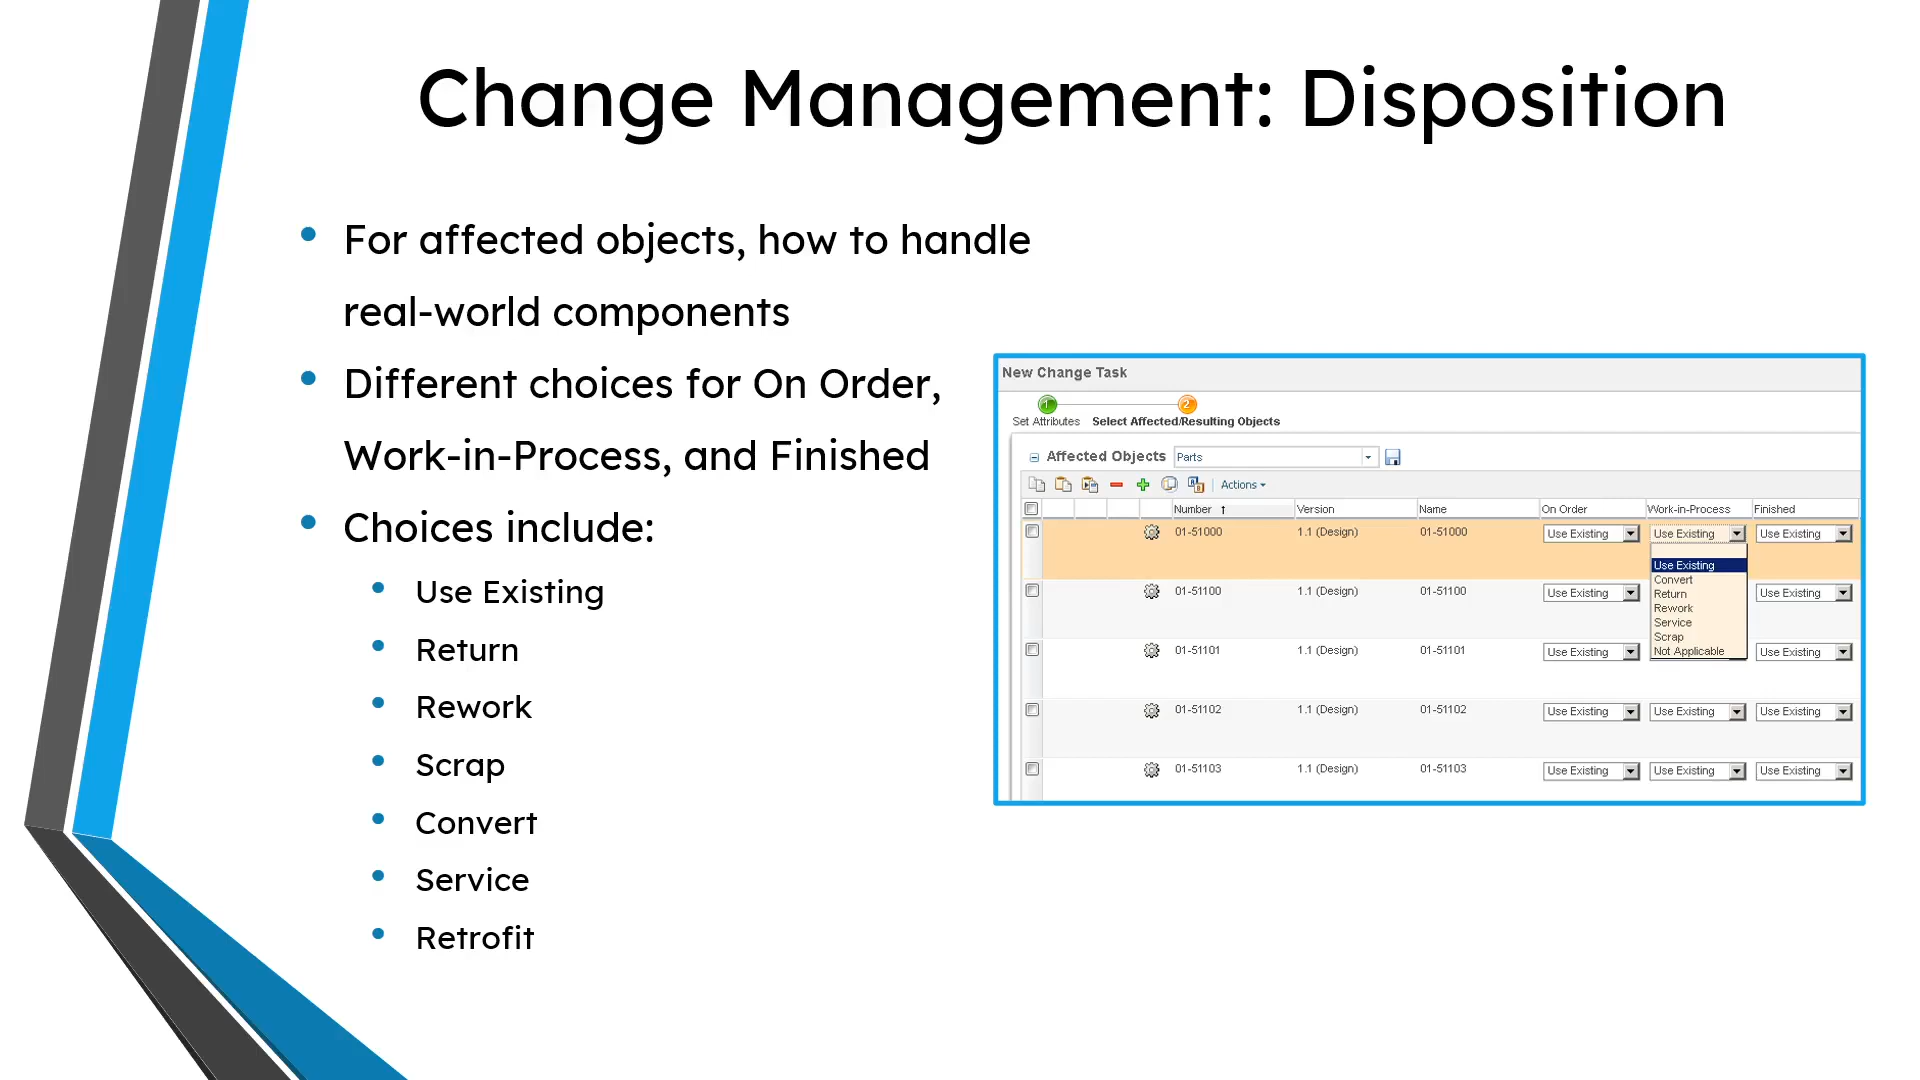 Change Management: Disposition
• For affected objects, how to handle
real-world components
• Different choices for On Order,
Work-in-Process, and Finished
• Choices include:
• Use Existing
• Return
• Rework
• Scrap
• Convert
• Service
• Retrofit
New Change Task
1 2
Set Attributes Select Affected/Resulting Objects
Affected Objects Parts
Actions
Number ↑ Version Name On Order Work-in-Process Finished
01-51000 1.1 (Design) 01-51000 Use Existing Use Existing Use Existing
Use Existing
Convert
Return
Rework
Service
Scrap
Not Applicable
01-51100 1.1 (Design) 01-51100 Use Existing Use Existing
01-51101 1.1 (Design) 01-51101 Use Existing Use Existing
01-51102 1.1 (Design) 01-51102 Use Existing Use Existing Use Existing
01-51103 1.1 (Design) 01-51103 Use Existing Use Existing Use Existing